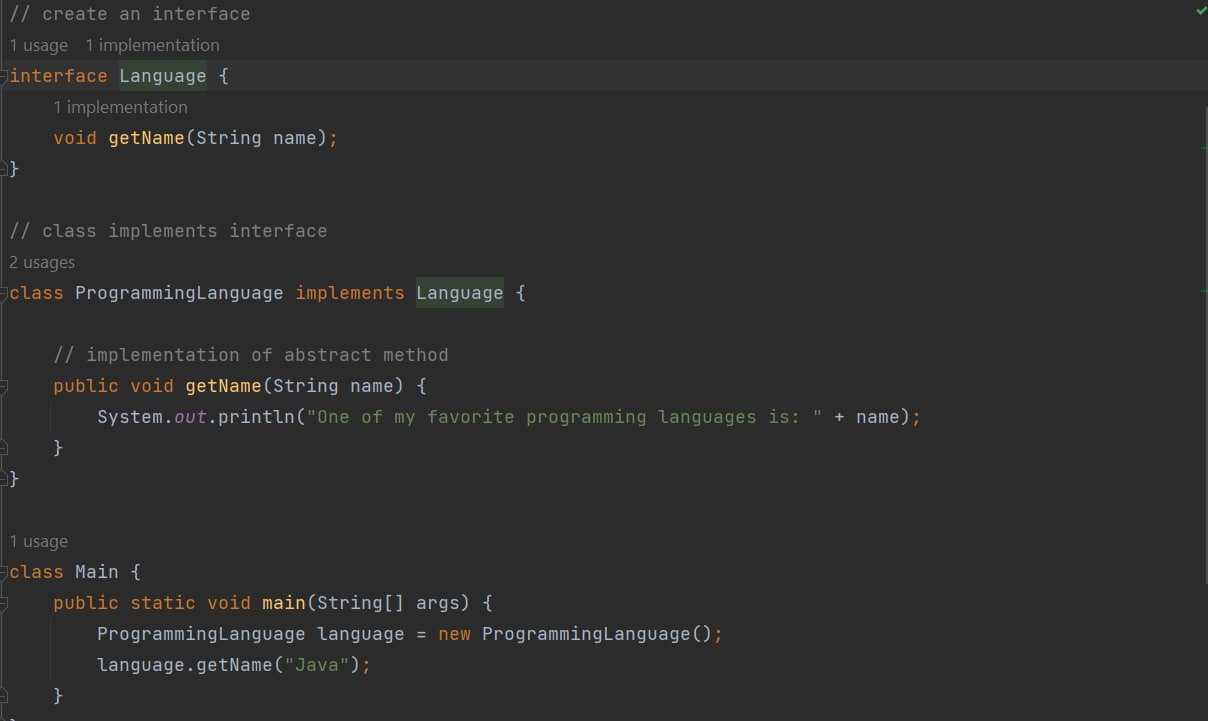 // create an interface
1 usage   1 implementation
interface Language {
    1 implementation
    void getName(String name);
}

// class implements interface
2 usages
class ProgrammingLanguage implements Language {

    // implementation of abstract method
    public void getName(String name) {
        System.out.println("One of my favorite programming languages is: " + name);
    }
}

1 usage
class Main {
    public static void main(String[] args) {
        ProgrammingLanguage language = new ProgrammingLanguage();
        language.getName("Java");
    }